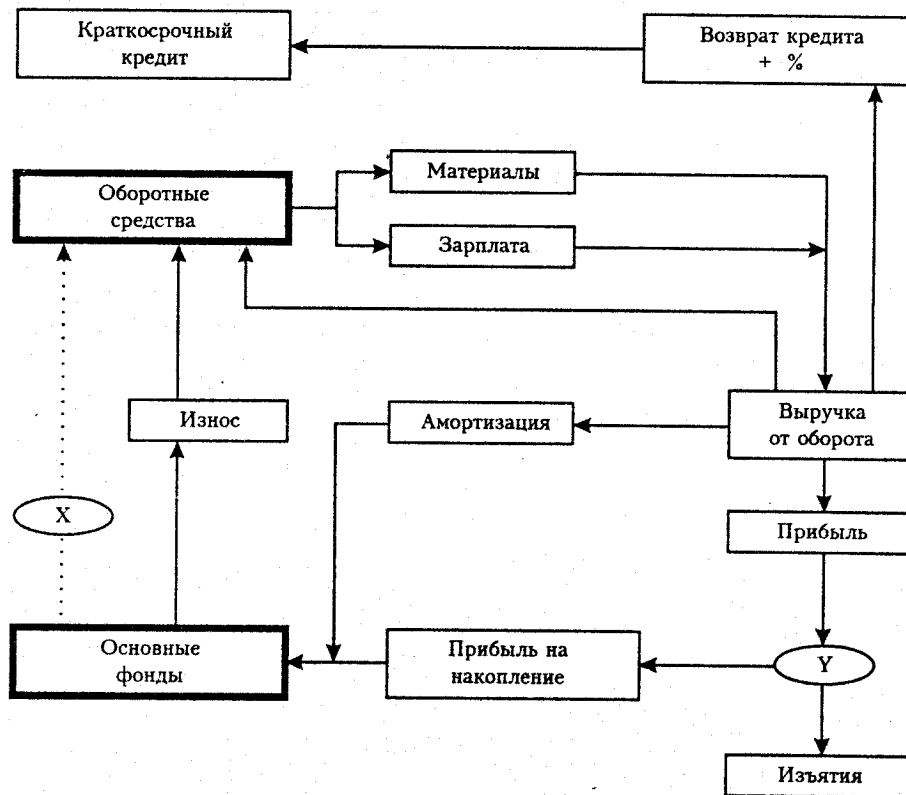 Краткосрочный
кредит
Возврат кредита
+ %
Оборотные
средства
Материалы
Зарплата
Износ
Амортизация
Выручка
от оборота
X
Прибыль
Основные
фонды
Прибыль на
накопление
Y
Изъятия